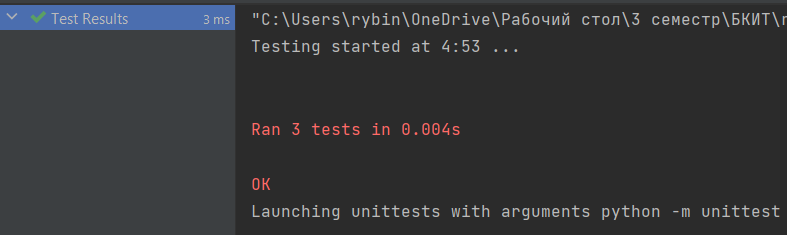 Test Results 3 ms
"C:\Users\rybin\OneDrive\Рабочий стол\3 семестр\БКИТ\
Testing started at 4:53 ...
Ran 3 tests in 0.004s
OK
Launching unittests with arguments python -m unittest